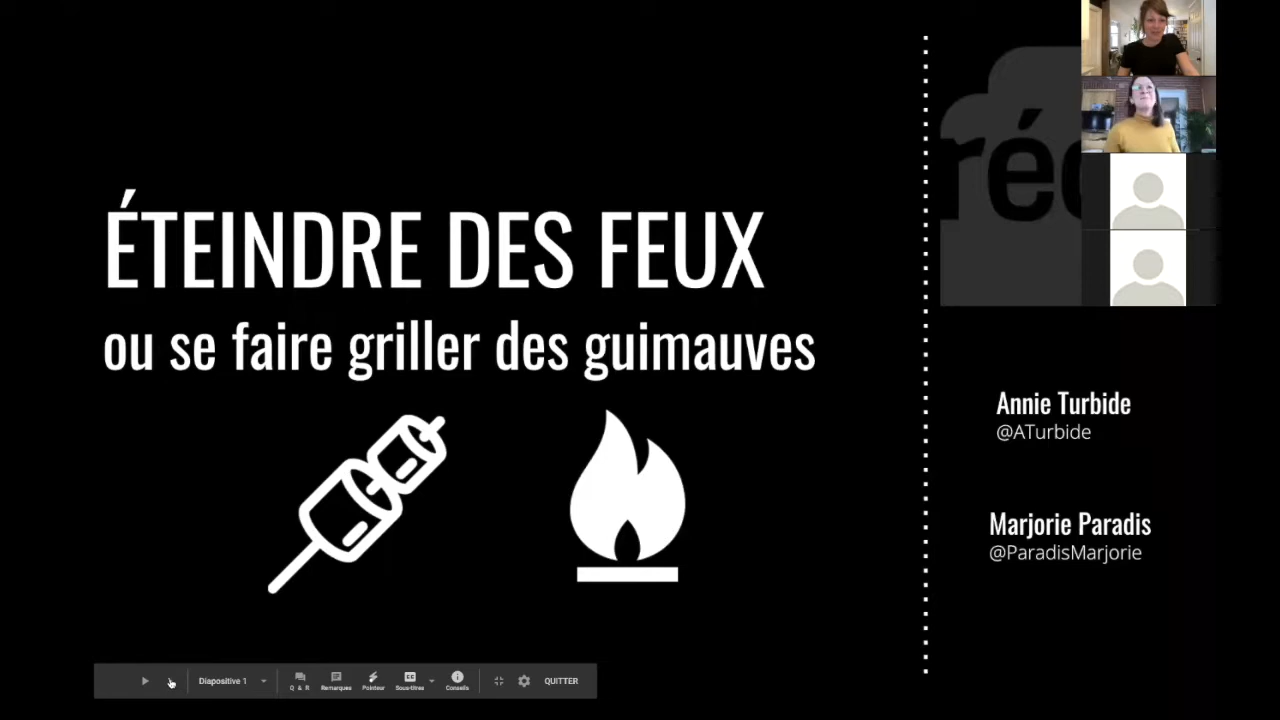 ÉTEINDRE DES FEUX
ou se faire griller des guimauves
Annie Turbide
@ATurbide
Marjorie Paradis
@ParadisMarjorie
Diapositive 1
Q & R
Remarques
Pointeur
Sous-titres
Conseils
QUITTER